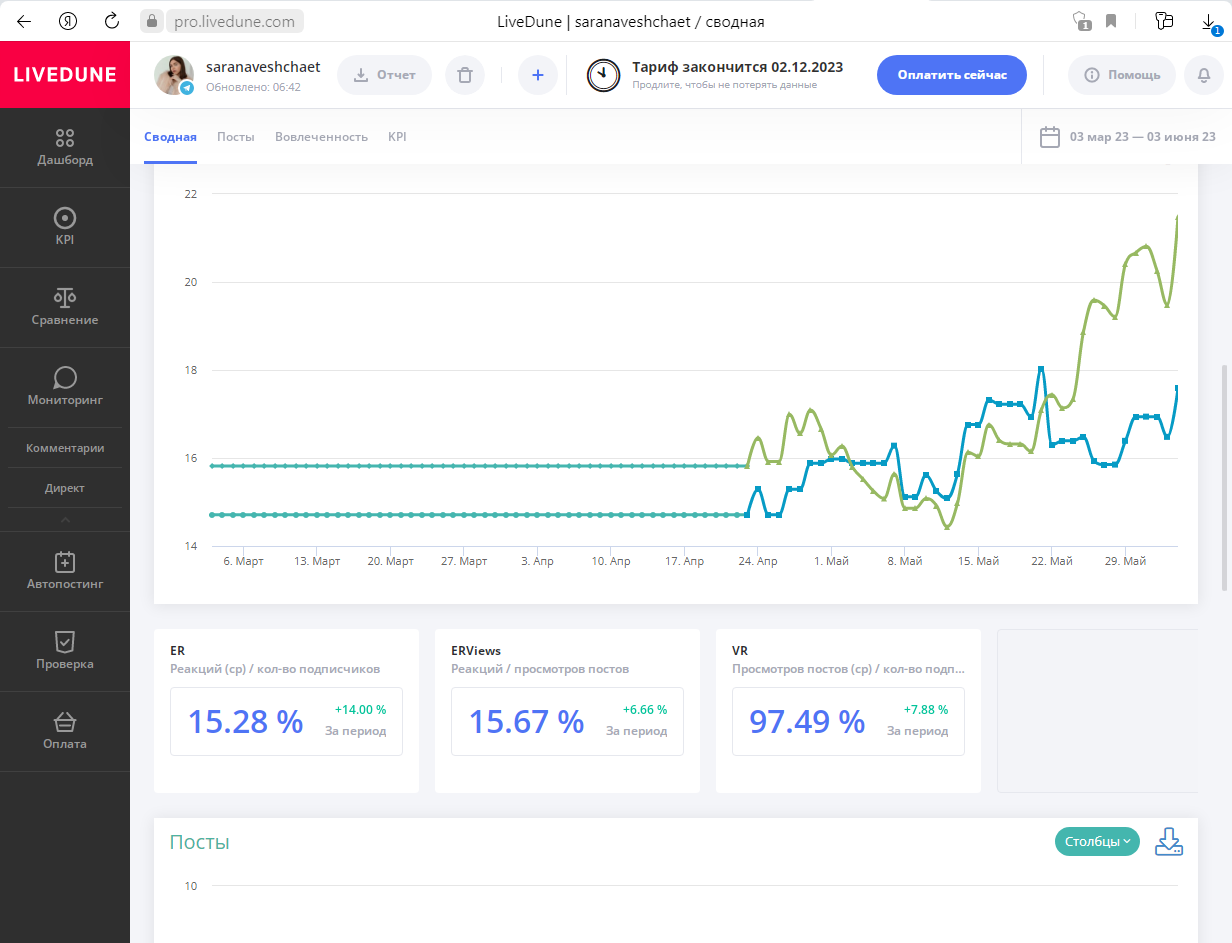 pro.livedune.com
LiveDune | saranaveshchaet / сводная
1
1
LIVEDUNE
saranaveshchaet
Обновлено: 06:42
Отчет
Тариф закончится 02.12.2023
Продлите, чтобы не потерять данные
Оплатить сейчас
Помощь
Дашборд
KPI
Сравнение
Мониторинг
Комментарии
Директ
Автопостинг
Проверка
Оплата
Сводная
Посты
Вовлеченность
KPI
03 мар 23 — 03 июня 23
22
20
18
16
14
6. Март
13. Март
20. Март
27. Март
3. Апр
10. Апр
17. Апр
24. Апр
1. Май
8. Май
15. Май
22. Май
29. Май
ER
Реакций (ср) / кол-во подписчиков
15.28 %
+14.00 %
За период
ERViews
Реакций / просмотров постов
15.67 %
+6.66 %
За период
VR
Просмотров постов (ср) / кол-во подп...
97.49 %
+7.88 %
За период
Посты
Столбцы
10